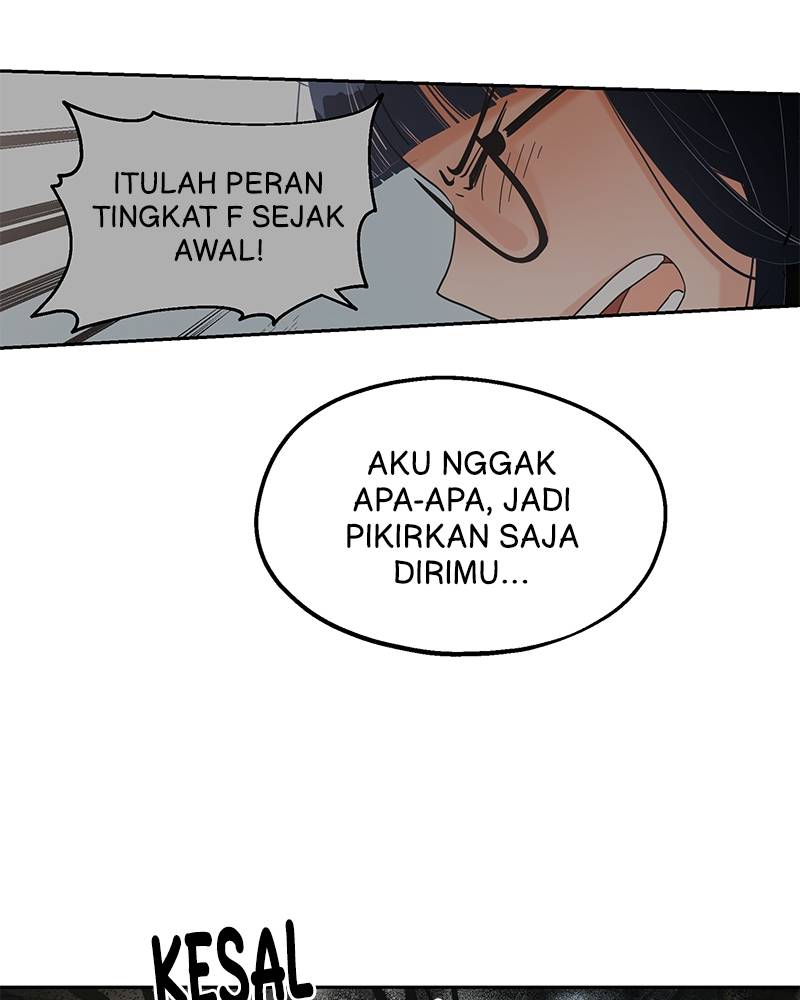 ITULAH PERAN
TINGKAT F SEJAK
AWAL!
AKU NGGAK
APA-APA, JADI
PIKIRKAN SAJA
DIRIMU...
KESAL